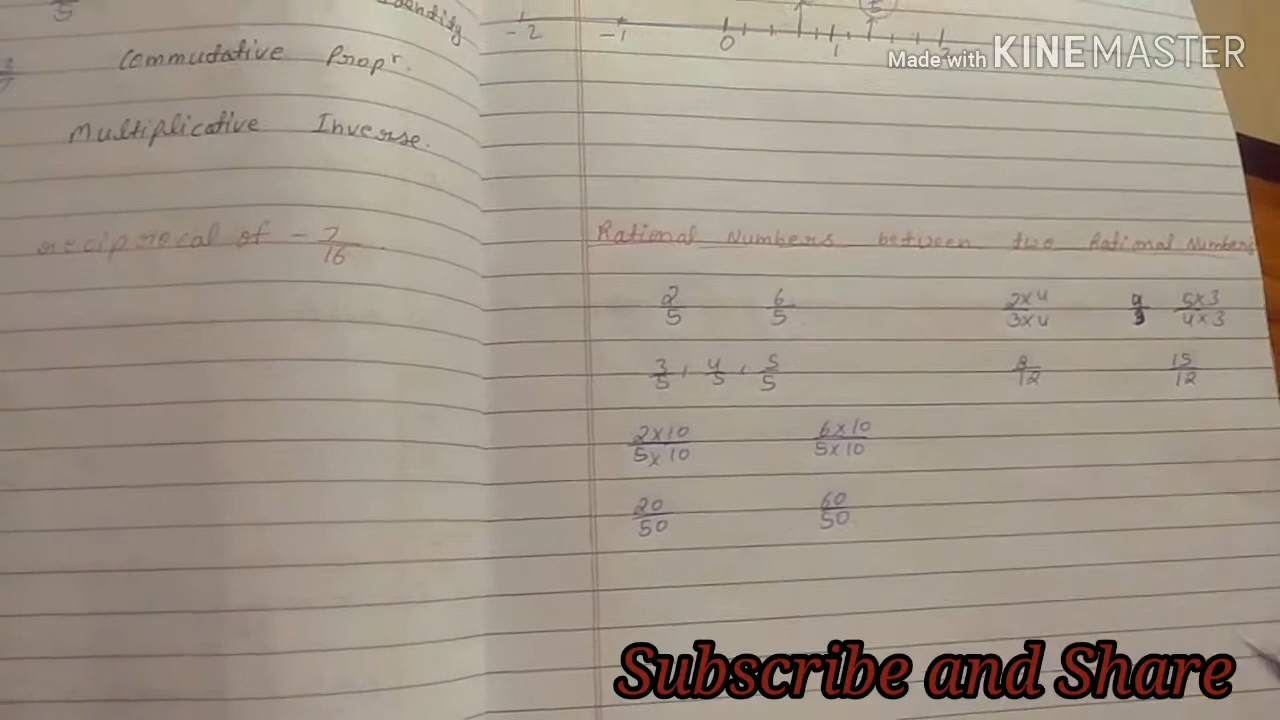 -2 -1 0 1 2
Made with KINEMASTER
Commutative Propr.
Multiplicative Inverse.
reciprocal of - 7/16
Rational Numbers between two Rational Numbers
2/5 6/5
3/5, 4/5, 5/5
2x10/5x10 6x10/5x10
20/50 60/50
2x4/3x4 5x3/4x3
8/12 15/12
Subscribe and Share